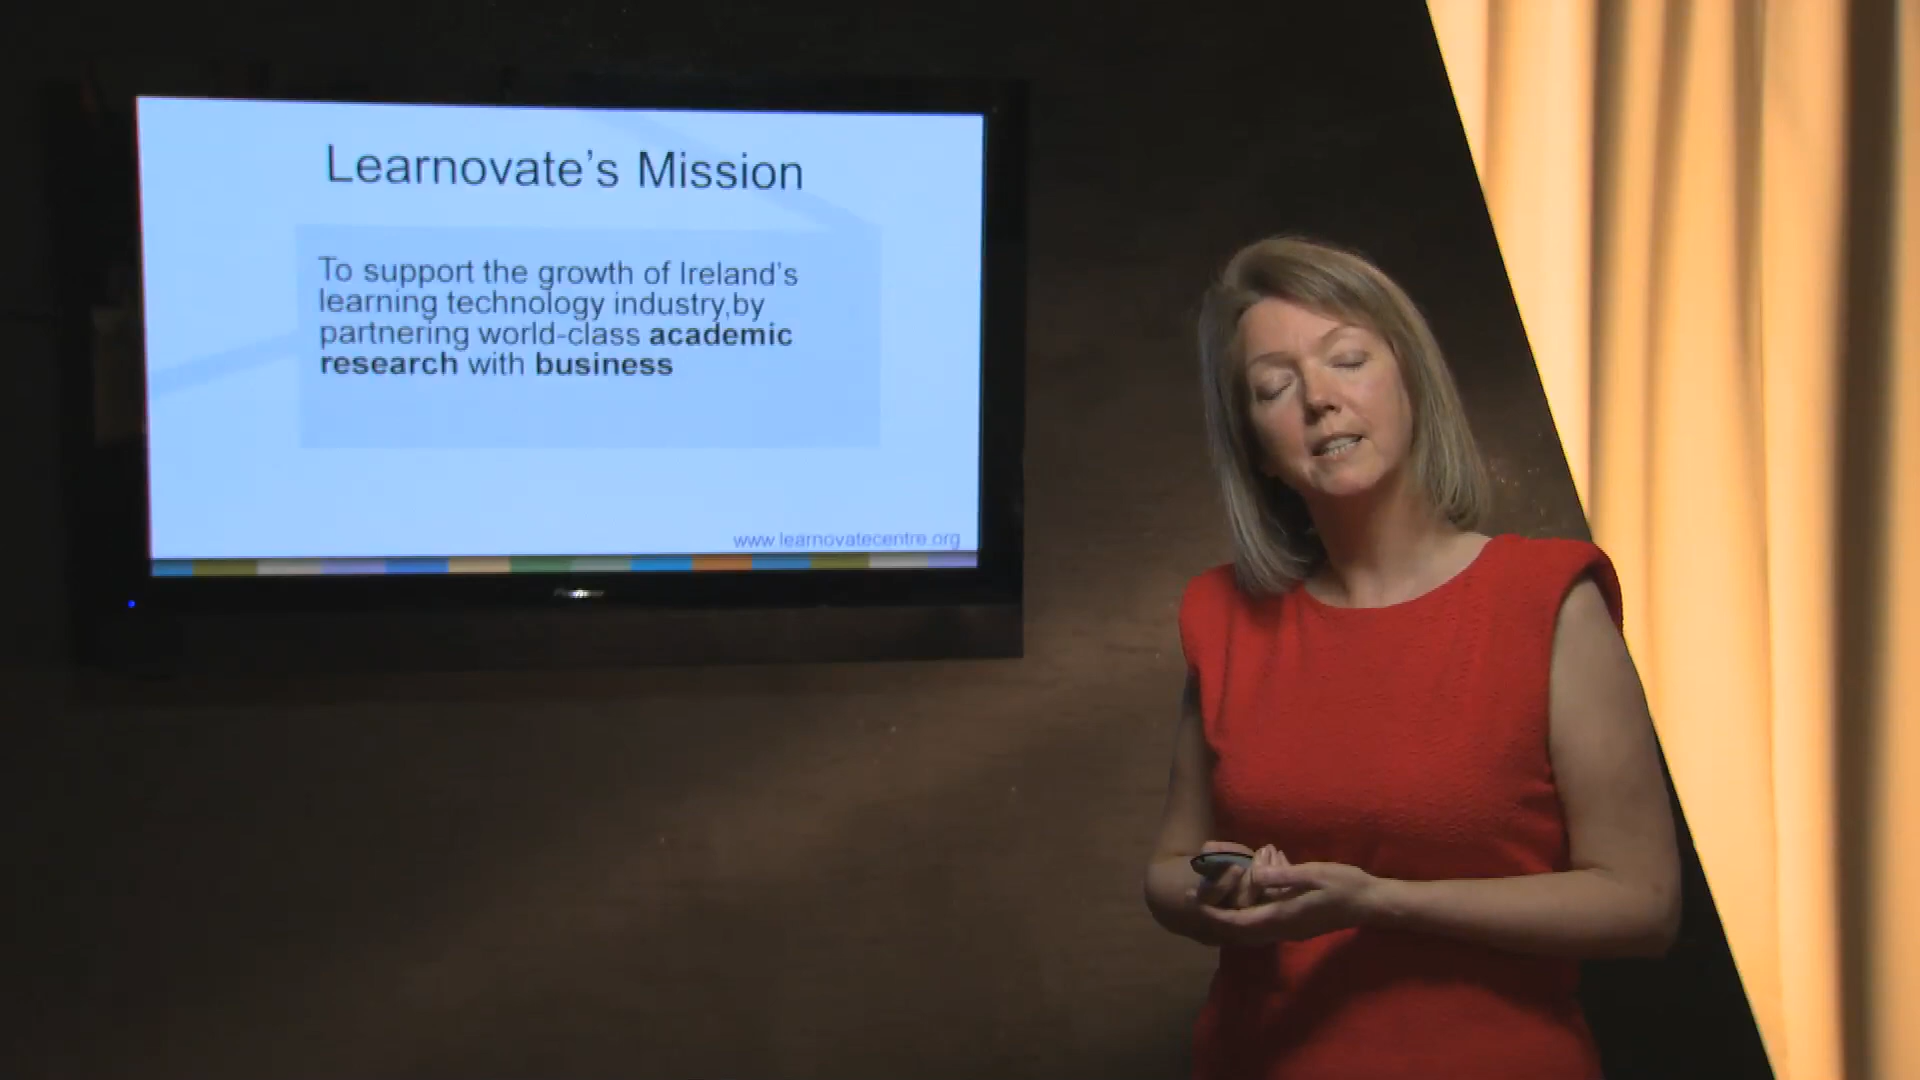 Learnovate's Mission
To support the growth of Ireland's
learning technology industry,by
partnering world-class academic
research with business
www.learnovatecentre.org